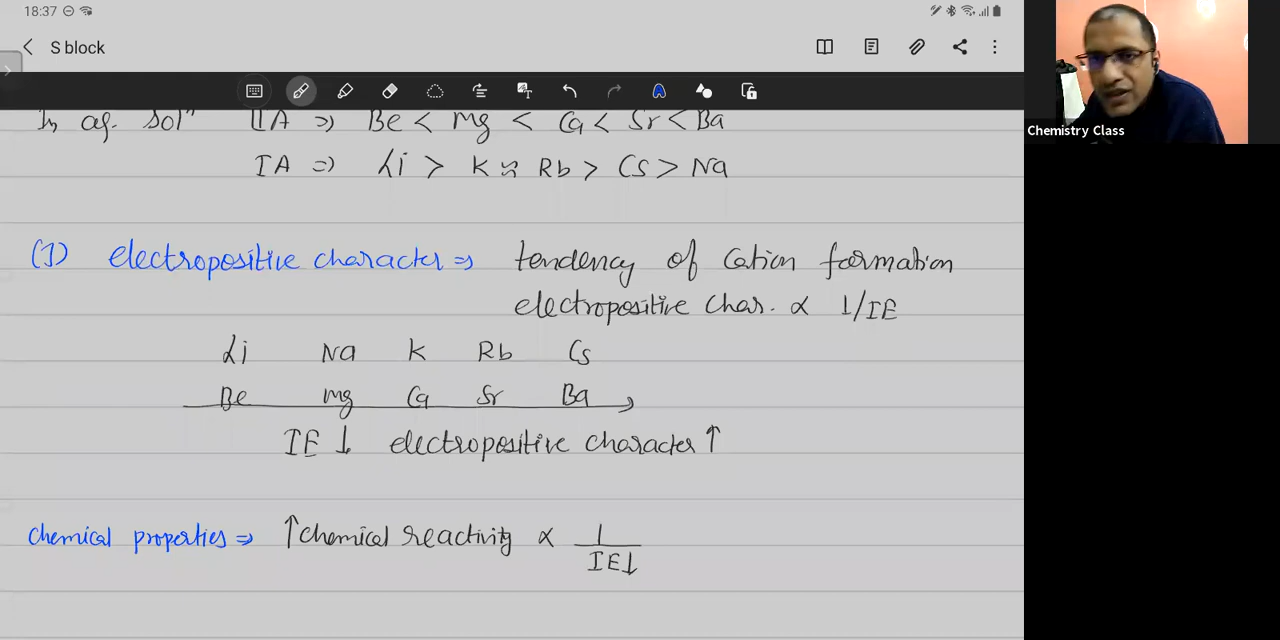 18:37
S block
In aq. solⁿ IIA ⇒ Be < Mg < Ca < Sr < Ba
IA ⇒ Li > K ≈ Rb > Cs > Na
(J) electropositive character ⇒ tendency of Cation formation
electropositive char. ∝ 1/IE
Li Na K Rb Cs
Be Mg Ca Sr Ba
IE ↓ electropositive character ↑
Chemical properties ⇒ ↑ Chemical reactivity ∝ 1/IE↓
Chemistry Class